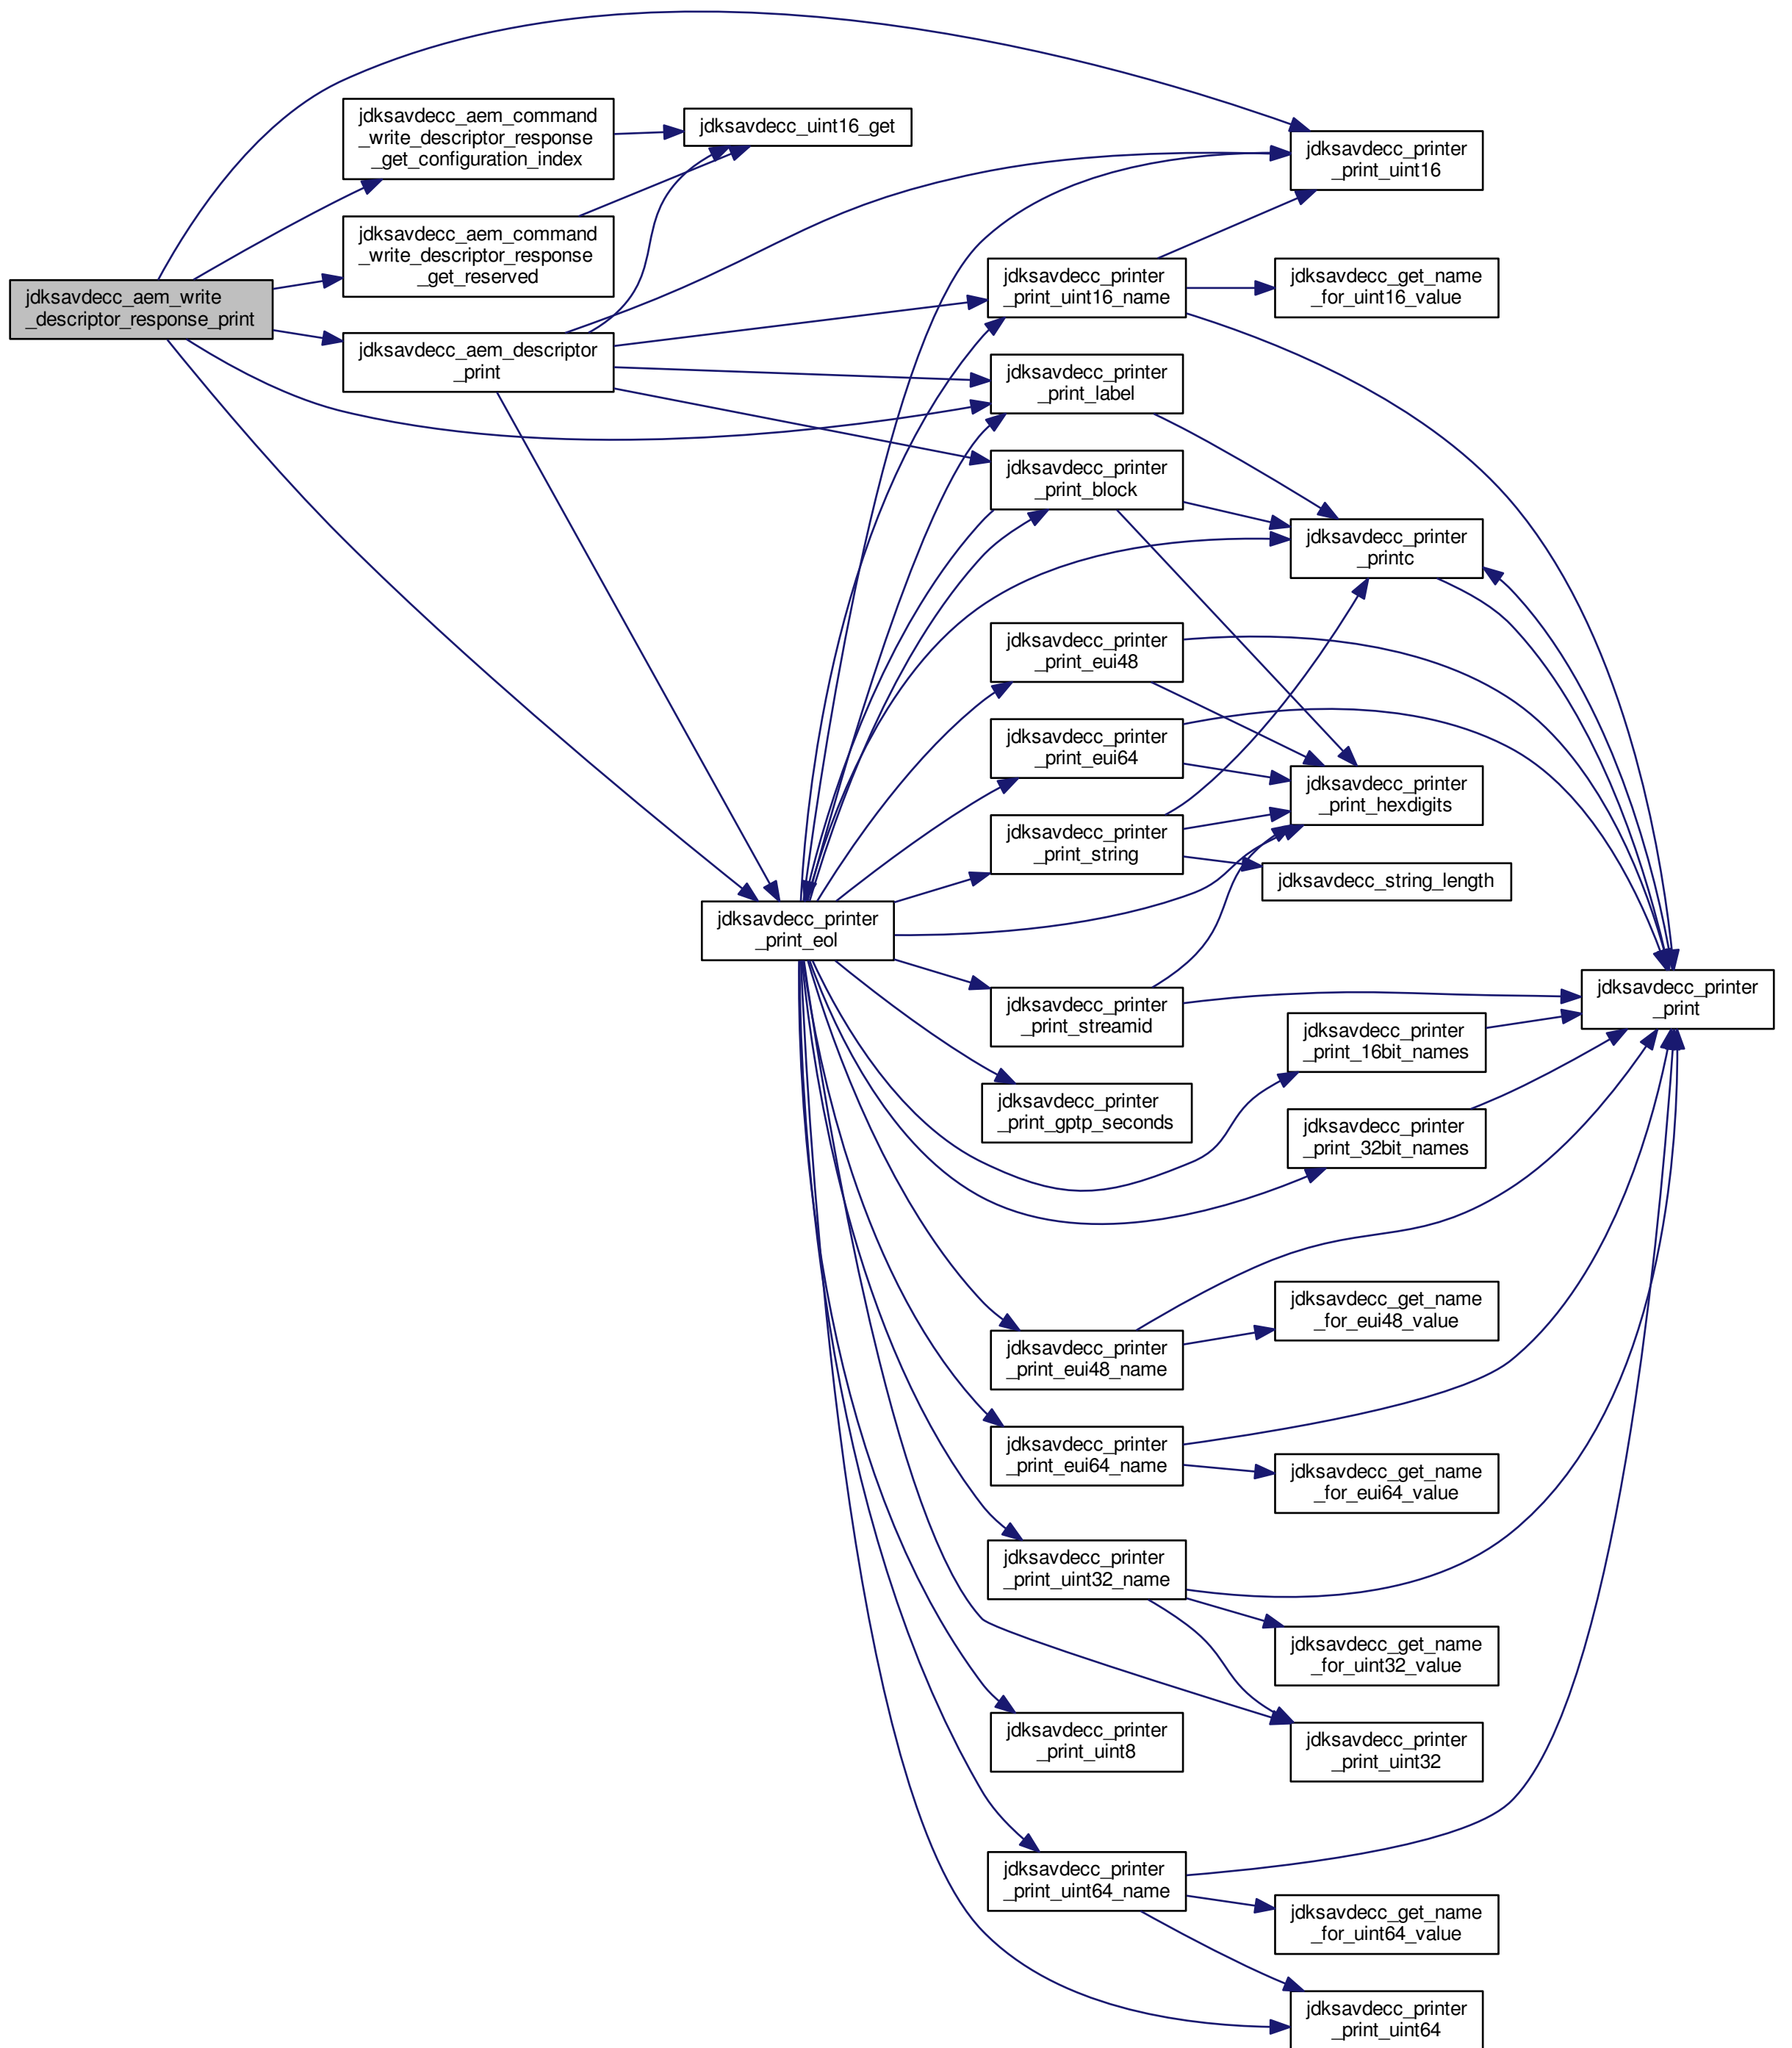 jdksavdecc_aem_write
_descriptor_response_print
jdksavdecc_aem_command
_write_descriptor_response
_get_configuration_index
jdksavdecc_aem_command
_write_descriptor_response
_get_reserved
jdksavdecc_aem_descriptor
_print
jdksavdecc_uint16_get
jdksavdecc_printer
_print_eol
jdksavdecc_printer
_print_uint16_name
jdksavdecc_printer
_print_label
jdksavdecc_printer
_print_block
jdksavdecc_printer
_print_eui48
jdksavdecc_printer
_print_eui64
jdksavdecc_printer
_print_string
jdksavdecc_printer
_print_streamid
jdksavdecc_printer
_print_gptp_seconds
jdksavdecc_printer
_print_eui48_name
jdksavdecc_printer
_print_eui64_name
jdksavdecc_printer
_print_uint32_name
jdksavdecc_printer
_print_uint8
jdksavdecc_printer
_print_uint64_name
jdksavdecc_printer
_print_uint16
jdksavdecc_get_name
_for_uint16_value
jdksavdecc_printer
_printc
jdksavdecc_printer
_print_hexdigits
jdksavdecc_string_length
jdksavdecc_printer
_print_16bit_names
jdksavdecc_printer
_print_32bit_names
jdksavdecc_get_name
_for_eui48_value
jdksavdecc_get_name
_for_eui64_value
jdksavdecc_get_name
_for_uint32_value
jdksavdecc_printer
_print_uint32
jdksavdecc_get_name
_for_uint64_value
jdksavdecc_printer
_print_uint64
jdksavdecc_printer
_print